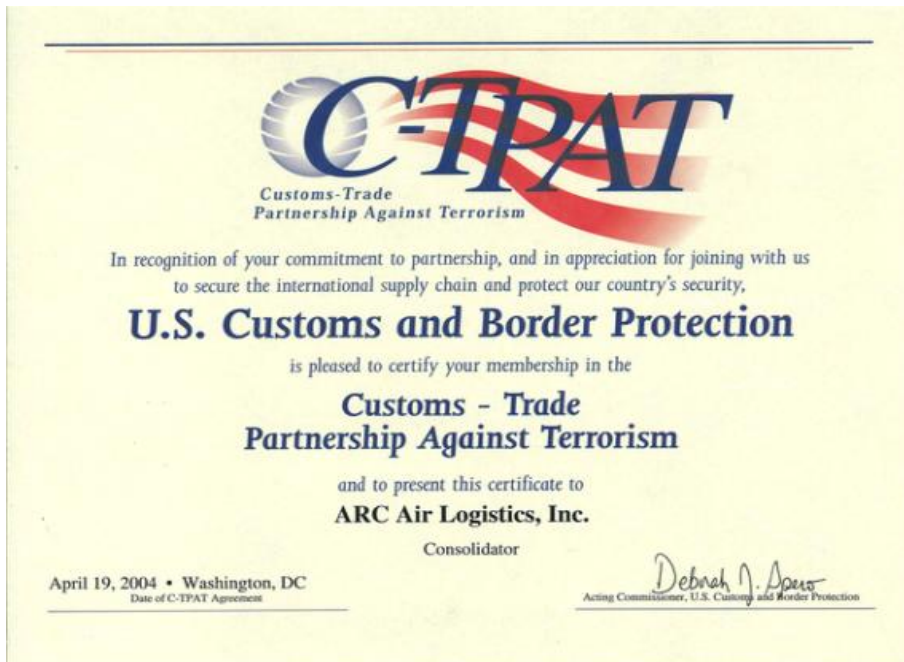 C-TPAT
Customs-Trade
Partnership Against Terrorism
In recognition of your commitment to partnership, and in appreciation for joining with us
to secure the international supply chain and protect our country's security,
U.S. Customs and Border Protection
is pleased to certify your membership in the
Customs - Trade
Partnership Against Terrorism
and to present this certificate to
ARC Air Logistics, Inc.
Consolidator
April 19, 2004 • Washington, DC
Date of C-TPAT Agreement
Deborah J. Spero
Acting Commissioner, U.S. Customs and Border Protection